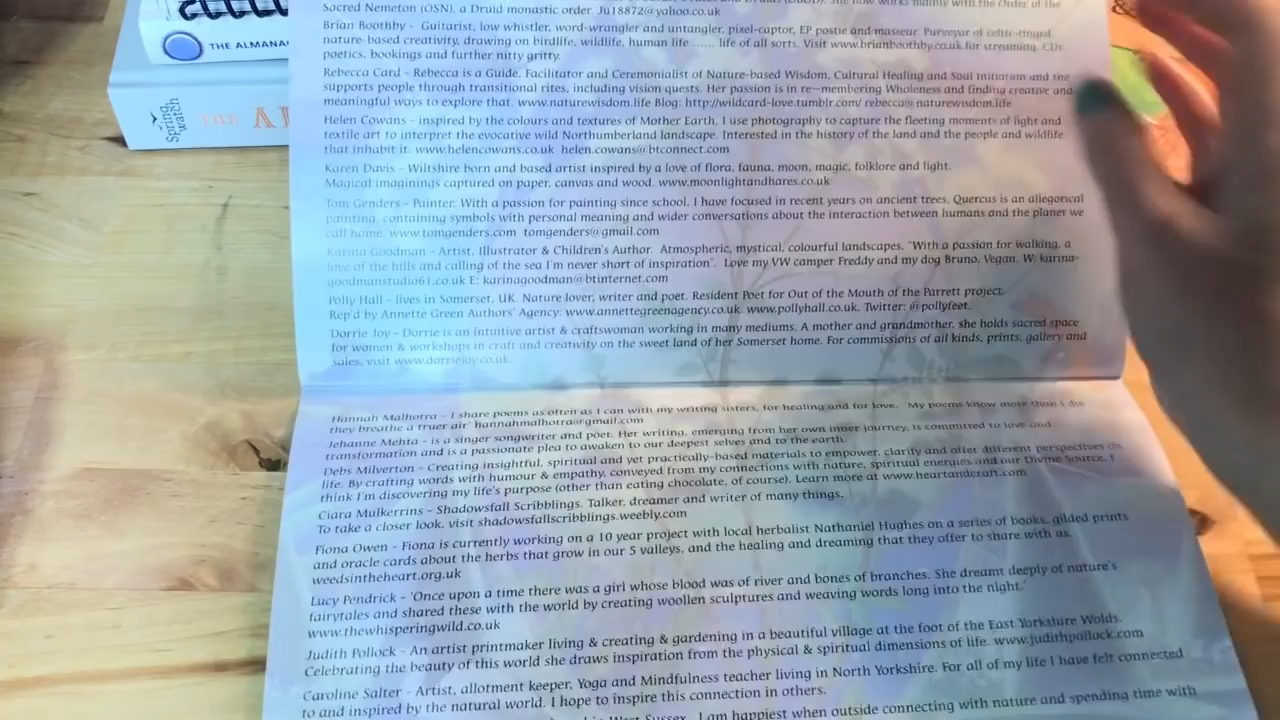 THE ALMANA
Spring watch
THE AL
Sacred Nemeton (OSN), a Druid monastic order. Ju18872@yahoo.co.uk
Brian Boothby - Guitarist, low whistler, word-wrangler and untangler, pixel-captor, EP postie and masseur. Purveyor of celtic-tinged,
nature-based creativity, drawing on birdlife, wildlife, human life ...... life of all sorts. Visit www.brianboothby.co.uk for streaming, CDs
poetics, bookings and further nitty gritty.
Rebecca Card - Rebecca is a Guide, Facilitator and Ceremonialist of Nature-based Wisdom, Cultural Healing and Soul Initiation and the
supports people through transitional rites, including vision quests. Her passion is in re-membering Wholeness and finding creative and
meaningful ways to explore that. www.naturewisdom.life Blog: http://wildcard-love.tumblr.com/ rebecca@naturewisdom.life
Helen Cowans - inspired by the colours and textures of Mother Earth. I use photography to capture the fleeting moments of light and
textile art to interpret the evocative wild Northumberland landscape. Interested in the history of the land and the people and wildlife
that inhabit it. www.helencowans.co.uk helen.cowans@btconnect.com
Karen Davis - Wiltshire born and based artist inspired by a love of flora, fauna, moon, magic, folklore and light.
Magical imaginings captured on paper, canvas and wood. www.moonlightandhares.co.uk
Tom Genders - Painter. With a passion for painting since school, I have focused in recent years on ancient trees. Quercus is an allegorical
painting, containing symbols with personal meaning and wider conversations about the interaction between humans and the planet we
call home. www.tomgenders.com tomgenders@gmail.com
Karina Goodman - Artist, Illustrator & Children's Author. Atmospheric, mystical, colourful landscapes. "With a passion for walking, a
love of the hills and calling of the sea I'm never short of inspiration". Love my VW camper Freddy and my dog Bruno. Vegan. W: karina-
goodmanstudio61.co.uk E: karinagoodman@btinternet.com
Polly Hall - lives in Somerset, UK. Nature lover, writer and poet. Resident Poet for Out of the Mouth of the Parrett project.
Rep'd by Annette Green Authors' Agency: www.annettegreenagency.co.uk. www.pollyhall.co.uk. Twitter: @pollyfeet.
Dorrie Joy - Dorrie is an intuitive artist & craftswoman working in many mediums. A mother and grandmother, she holds sacred space
for women & workshops in craft and creativity on the sweet land of her Somerset home. For commissions of all kinds, prints, gallery and
sales, visit www.dorriejoy.co.uk.
Hannah Malhotra - I share poems as often as I can with my writing sisters, for healing and for love. 'My poems know more than I do
they breathe a truer air' hannahmalhotra@gmail.com
Jehanne Mehta - is a singer songwriter and poet. Her writing, emerging from her own inner journey, is committed to love and
transformation and is a passionate plea to awaken to our deepest selves and to the earth.
Debs Milverton - Creating insightful, spiritual and yet practically-based materials to empower, clarify and offer different perspectives on
life. By crafting words with humour & empathy, conveyed from my connections with nature, spiritual energies and our Divine Source, I
think I'm discovering my life's purpose (other than eating chocolate, of course). Learn more at www.heartandcraft.com
Ciara Mulkerrins - Shadowsfall Scribblings. Talker, dreamer and writer of many things.
To take a closer look, visit shadowsfallscribblings.weebly.com
Fiona Owen - Fiona is currently working on a 10 year project with local herbalist Nathaniel Hughes on a series of books, gilded prints
and oracle cards about the herbs that grow in our 5 valleys, and the healing and dreaming that they offer to share with us.
weedsintheheart.org.uk
Lucy Pendrick - 'Once upon a time there was a girl whose blood was of river and bones of branches. She dreamt deeply of nature's
fairytales and shared these with the world by creating woollen sculptures and weaving words long into the night.'
www.thewhisperingwild.co.uk
Judith Pollock - An artist printmaker living & creating & gardening in a beautiful village at the foot of the East Yorkshire Wolds.
Celebrating the beauty of this world she draws inspiration from the physical & spiritual dimensions of life. www.judithpollock.com
Caroline Salter - Artist, allotment keeper, Yoga and Mindfulness teacher living in North Yorkshire. For all of my life I have felt connected
to and inspired by the natural world. I hope to inspire this connection in others.
West Sussex. I am happiest when outside connecting with nature and spending time with